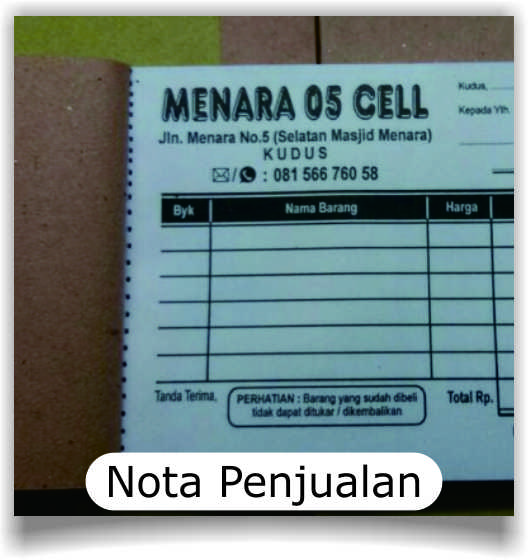 MENARA 05 CELL
Jln. Menara No.5 (Selatan Masjid Menara)
KUDUS
: 081 566 760 58
Kudus, ......
Kepada Yth.
Byk Nama Barang Harga
Tanda Terima,
PERHATIAN : Barang yang sudah dibeli
tidak dapat ditukar / dikembalikan
Total Rp.
Nota Penjualan